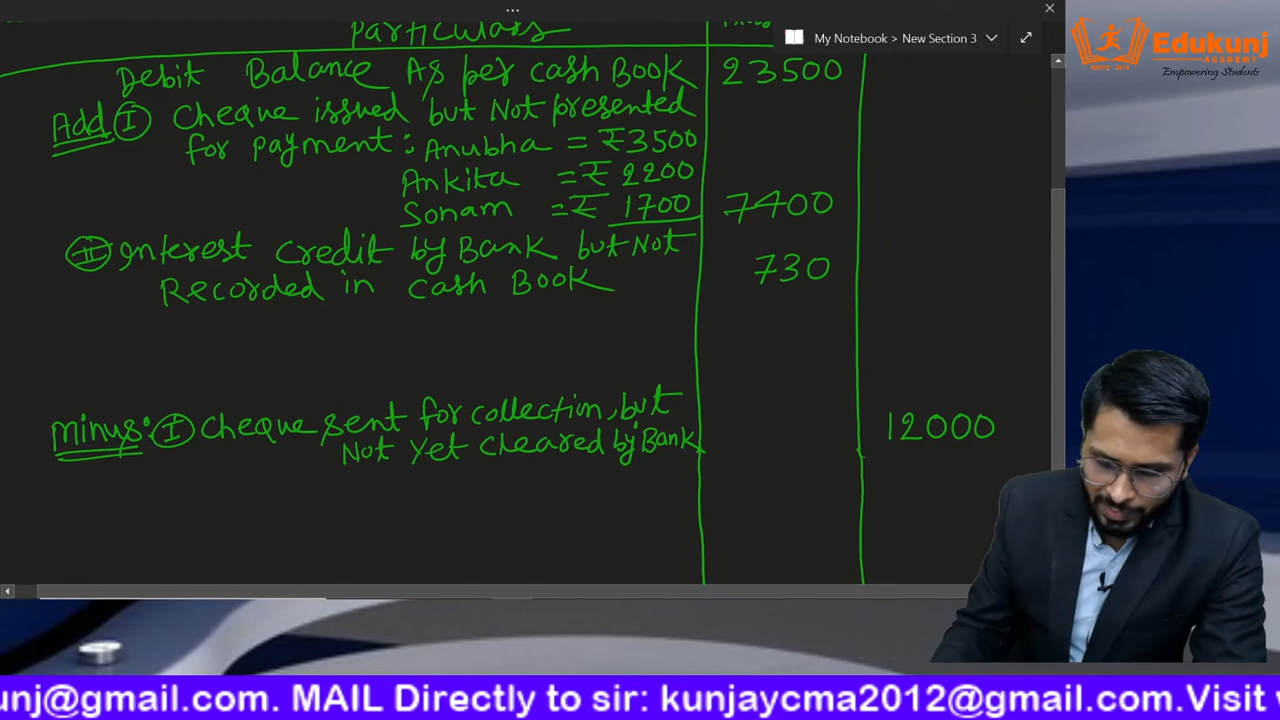 ...
My Notebook > New Section 3
Edukunj
ACADEMY
Empowering Students
Particulars
Debit Balance As per cash Book 23500
Add I Cheque issued but Not presented
for payment: Anubha = ₹3500
Ankita = ₹ 2200
Sonam = ₹ 1700 7400
II Interest credit by Bank but Not
Recorded in cash Book 730
Minus: I Cheque sent for collection, but
Not Yet Cleared by Bank 12000
unj@gmail.com. MAIL Directly to sir: kunjaycma2012@gmail.com.Visit